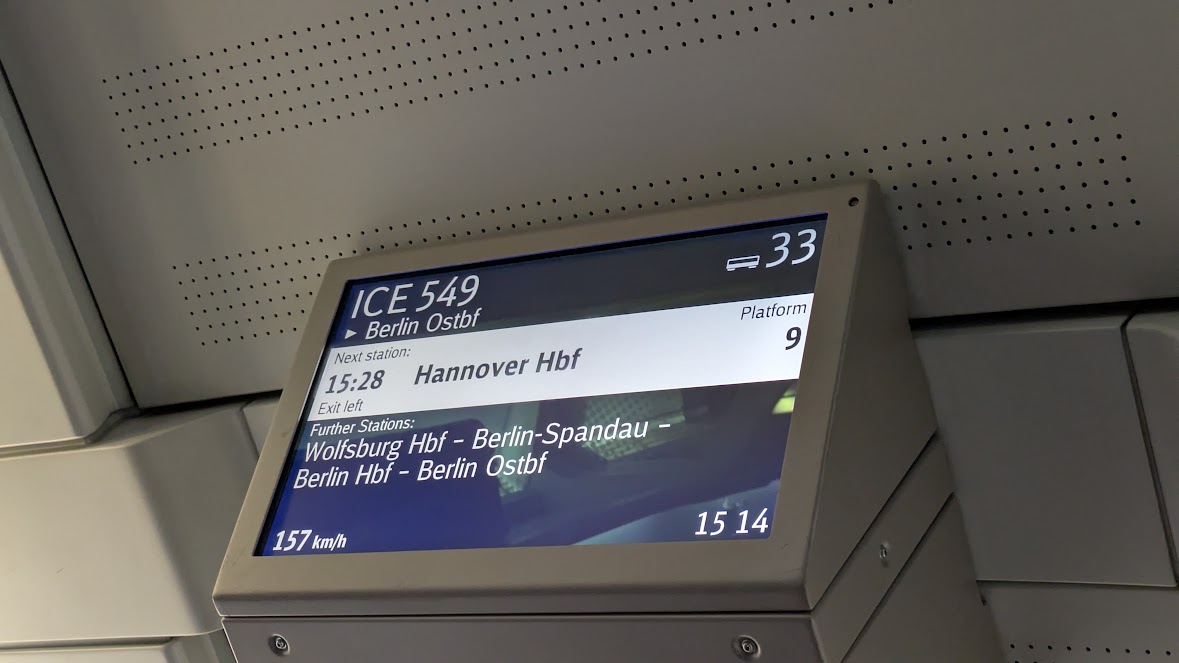 ICE 549
33
▸ Berlin Ostbf
Platform
Next station:
15:28 Hannover Hbf 9
Exit left
Further Stations:
Wolfsburg Hbf – Berlin-Spandau –
Berlin Hbf – Berlin Ostbf
157 km/h
15 14